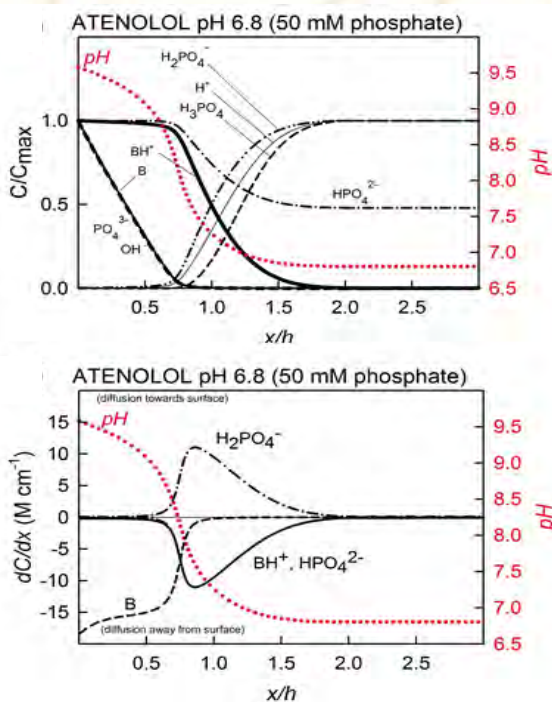 ATENOLOL pH 6.8 (50 mM phosphate)
pH
H₂PO₄⁻
H⁺
H₃PO₄
BH⁺
B
HPO₄²⁻
PO₄³⁻
OH
C/Cmax
1.0
0.5
0.0
9.5
9.0
8.5
8.0
7.5
7.0
6.5
pH
0.5 1.0 1.5 2.0 2.5 3.0
x/h
ATENOLOL pH 6.8 (50 mM phosphate)
(diffusion towards surface)
pH
H₂PO₄⁻
BH⁺, HPO₄²⁻
B
(diffusion away from surface)
dC/dx (M cm⁻¹)
15
10
5
0
-5
-10
-15
9.5
9.0
8.5
8.0
7.5
7.0
6.5
pH
0.5 1.0 1.5 2.0 2.5 3.0
x/h